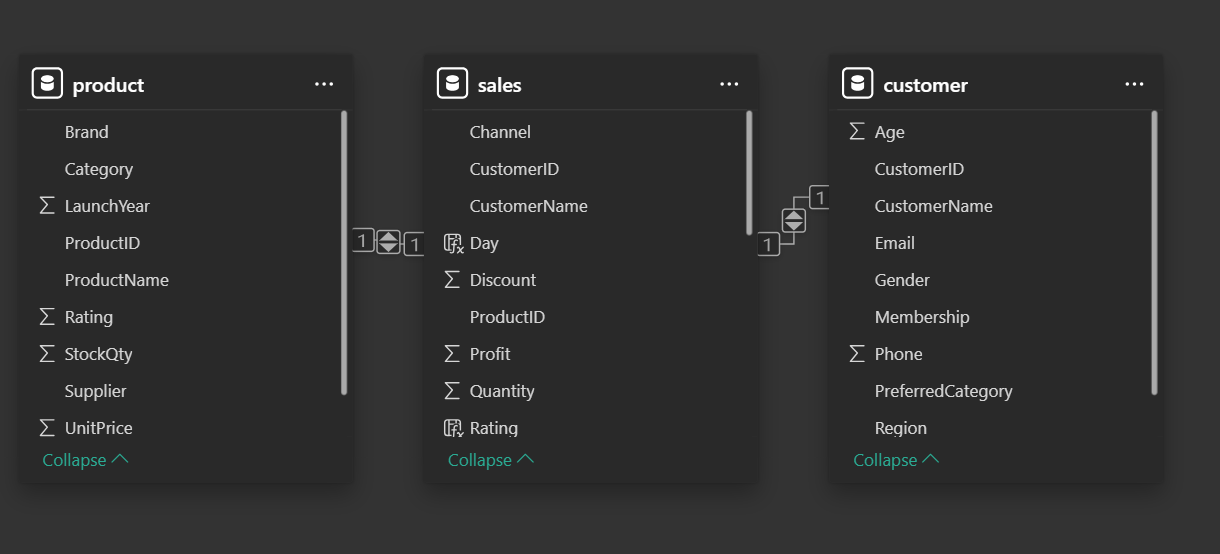 product
Brand
Category
LaunchYear
ProductID
ProductName
Rating
StockQty
Supplier
UnitPrice
Collapse
1
1
sales
Channel
CustomerID
CustomerName
Day
Discount
ProductID
Profit
Quantity
Rating
Collapse
1
1
customer
Age
CustomerID
CustomerName
Email
Gender
Membership
Phone
PreferredCategory
Region
Collapse